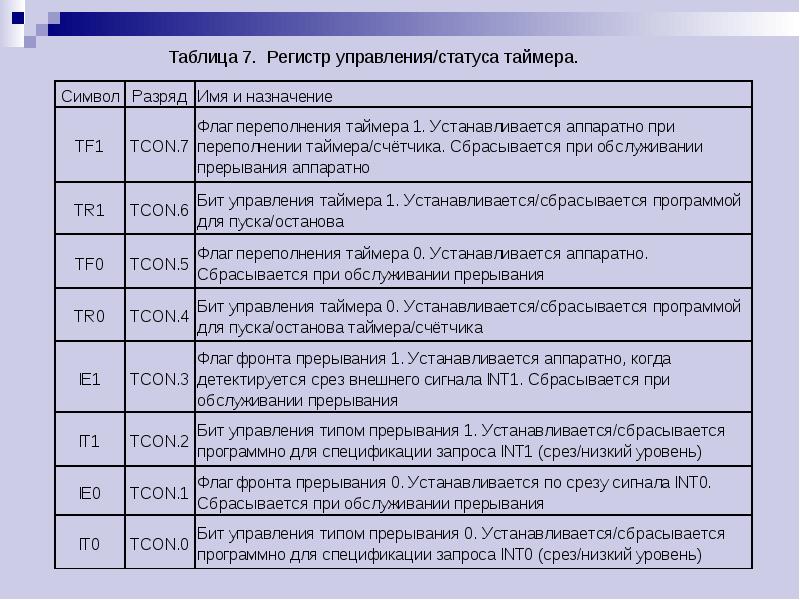 Таблица 7. Регистр управления/статуса таймера.
Символ Разряд Имя и назначение
TF1 TCON.7 Флаг переполнения таймера 1. Устанавливается аппаратно при
переполнении таймера/счётчика. Сбрасывается при обслуживании
прерывания аппаратно
TR1 TCON.6 Бит управления таймера 1. Устанавливается/сбрасывается программой
для пуска/останова
TF0 TCON.5 Флаг переполнения таймера 0. Устанавливается аппаратно.
Сбрасывается при обслуживании прерывания
TR0 TCON.4 Бит управления таймера 0. Устанавливается/сбрасывается программой
для пуска/останова таймера/счётчика
IE1 TCON.3 Флаг фронта прерывания 1. Устанавливается аппаратно, когда
детектируется срез внешнего сигнала INT1. Сбрасывается при
обслуживании прерывания
IT1 TCON.2 Бит управления типом прерывания 1. Устанавливается/сбрасывается
программно для спецификации запроса INT1 (срез/низкий уровень)
IE0 TCON.1 Флаг фронта прерывания 0. Устанавливается по срезу сигнала INT0.
Сбрасывается при обслуживании прерывания
IT0 TCON.0 Бит управления типом прерывания 0. Устанавливается/сбрасывается
программно для спецификации запроса INT0 (срез/низкий уровень)